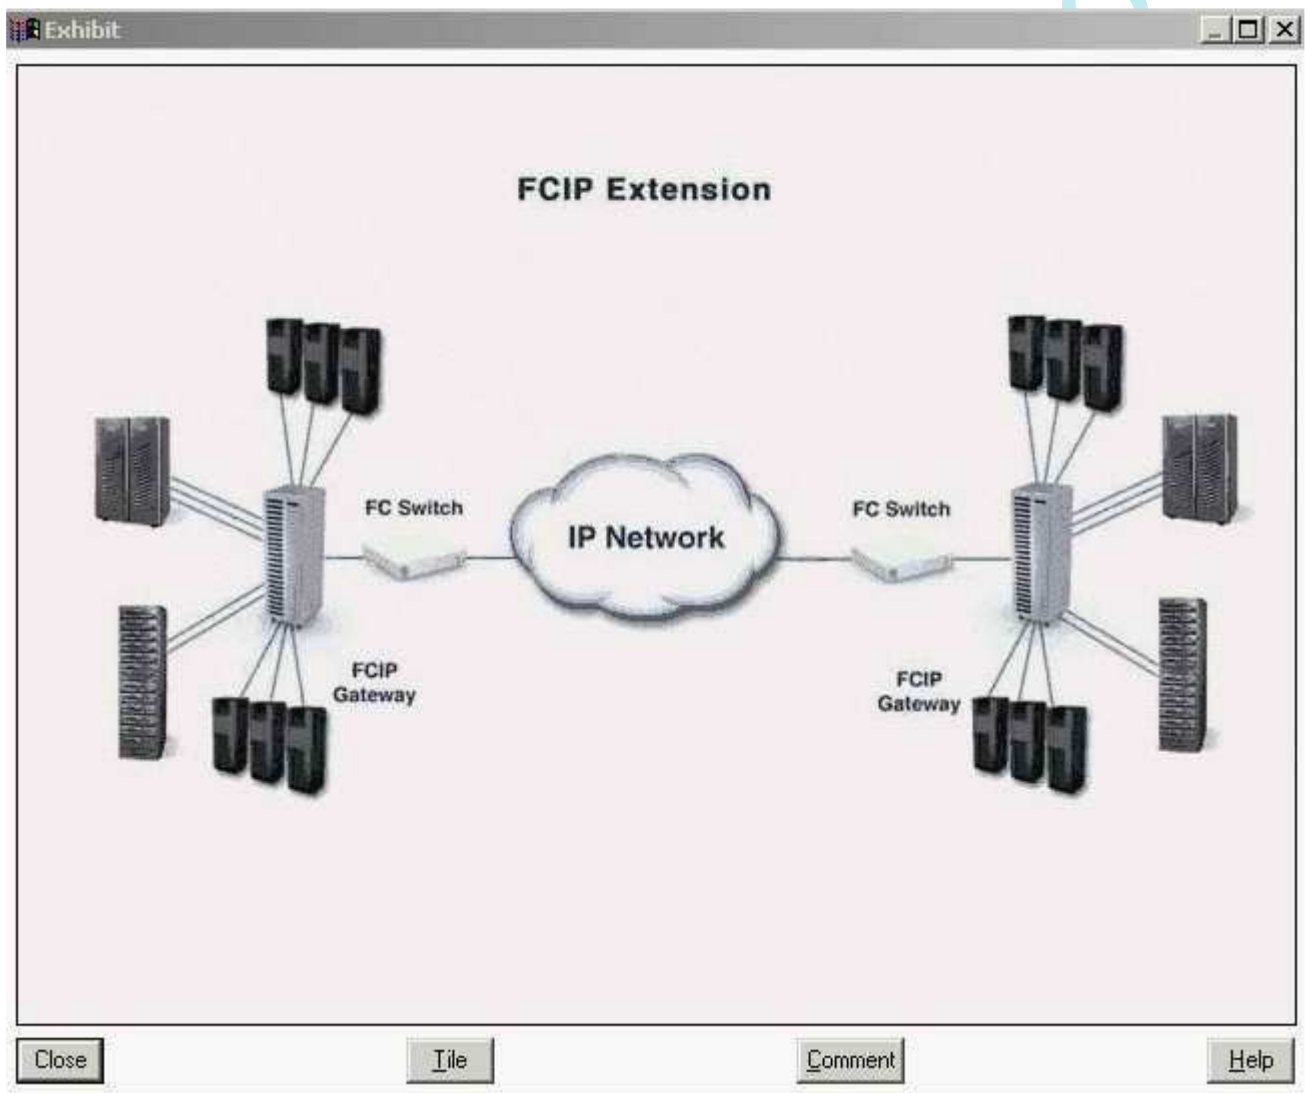 Exhibit
FCIP Extension
FC Switch
IP Network
FC Switch
FCIP
Gateway
FCIP
Gateway
Close
Tile
Comment
Help